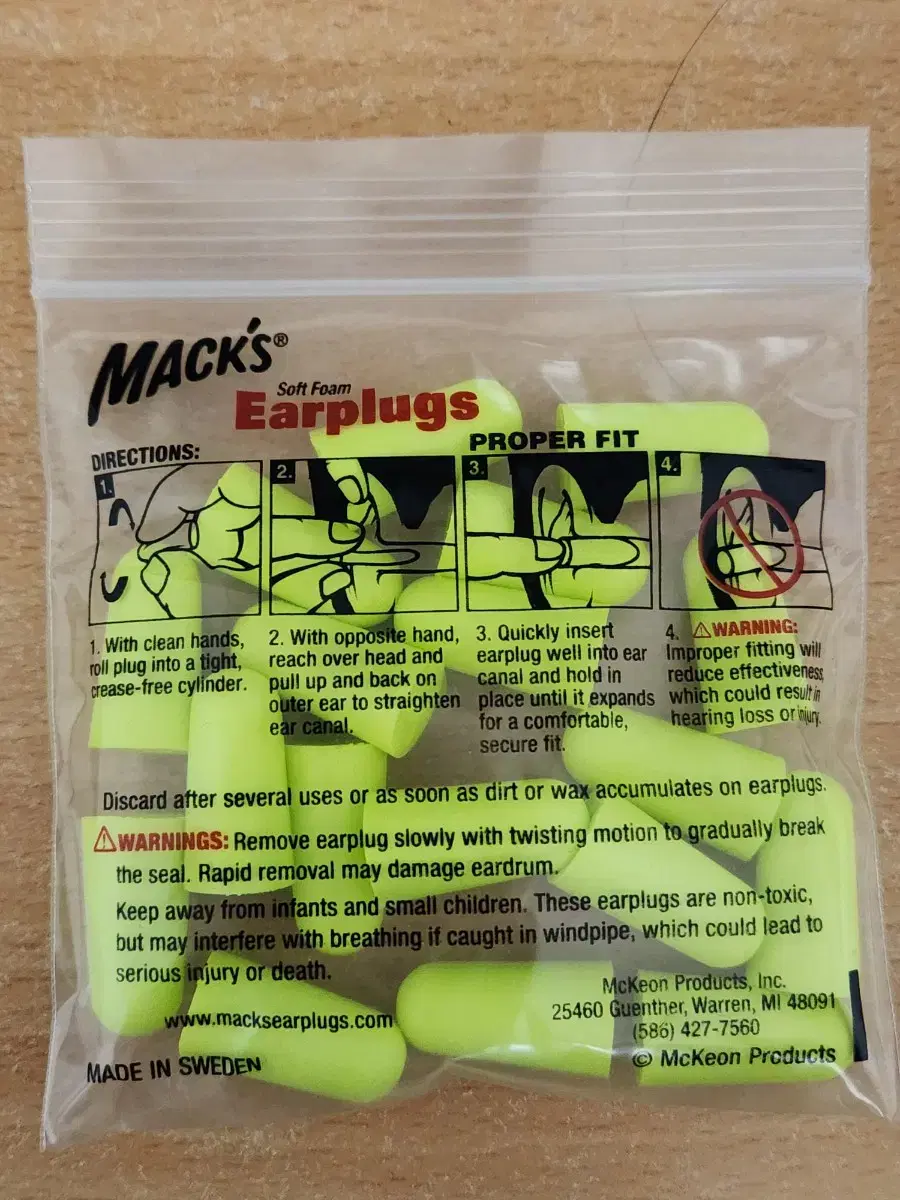 MACK'S®
Soft Foam
Earplugs
DIRECTIONS:
PROPER FIT
1.
2.
3.
4.
1. With clean hands,
roll plug into a tight,
crease-free cylinder.
2. With opposite hand,
reach over head and
pull up and back on
outer ear to straighten
ear canal.
3. Quickly insert
earplug well into ear
canal and hold in
place until it expands
for a comfortable,
secure fit.
4. ⚠WARNING:
Improper fitting will
reduce effectiveness
which could result in
hearing loss or injury.
Discard after several uses or as soon as dirt or wax accumulates on earplugs.
⚠WARNINGS: Remove earplug slowly with twisting motion to gradually break
the seal. Rapid removal may damage eardrum.
Keep away from infants and small children. These earplugs are non-toxic,
but may interfere with breathing if caught in windpipe, which could lead to
serious injury or death.
www.macksearplugs.com
MADE IN SWEDEN
McKeon Products, Inc.
25460 Guenther, Warren, MI 48091
(586) 427-7560
© McKeon Products